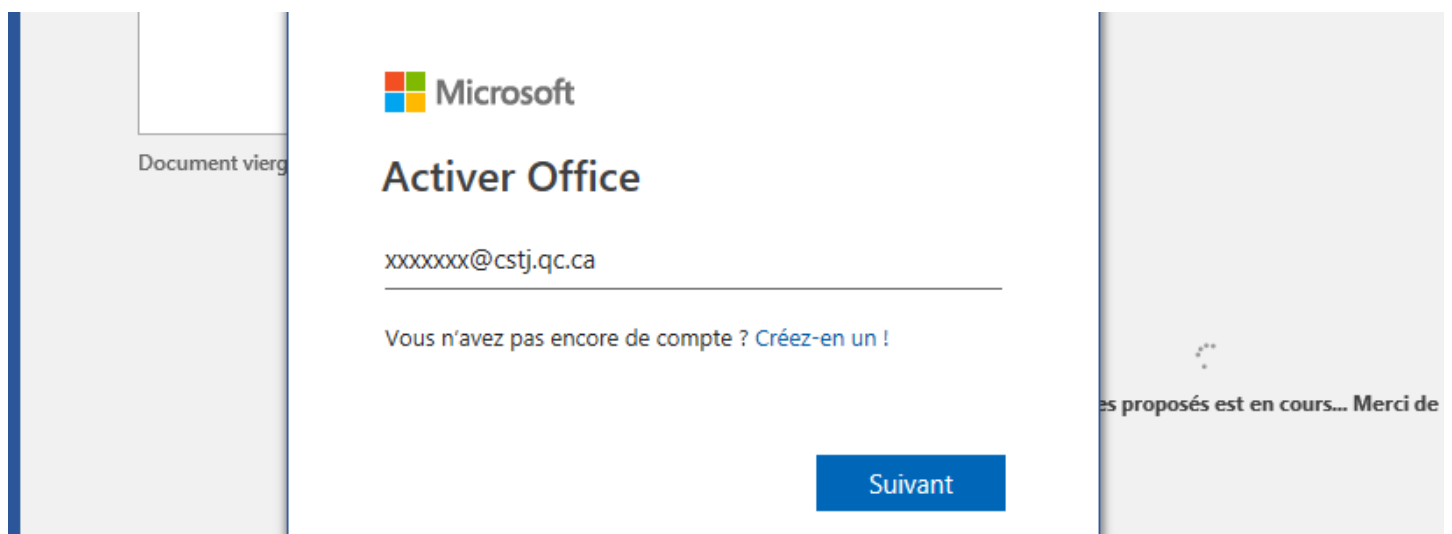 Microsoft
Document vierg
Activer Office
xxxxxxx@cstj.qc.ca
Vous n'avez pas encore de compte ? Créez-en un !
es proposés est en cours... Merci de
Suivant